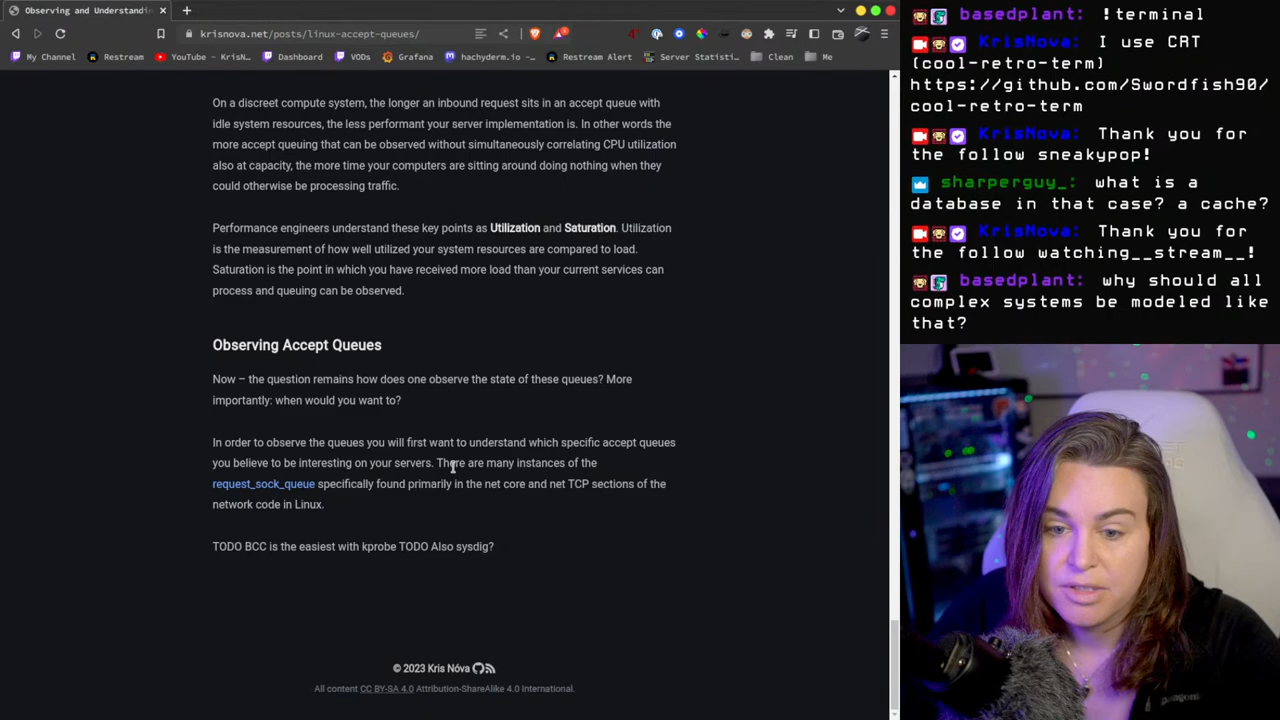 Observing and Understandin
krisnova.net/posts/linux-accept-queues/
My Channel
Restream
YouTube - KrisN…
Dashboard
VODs
Grafana
hachyderm.io -…
Restream Alert
Server Statisti…
Clean
Me
On a discreet compute system, the longer an inbound request sits in an accept queue with
idle system resources, the less performant your server implementation is. In other words the
more accept queuing that can be observed without simultaneously correlating CPU utilization
also at capacity, the more time your computers are sitting around doing nothing when they
could otherwise be processing traffic.
Performance engineers understand these key points as Utilization and Saturation. Utilization
is the measurement of how well utilized your system resources are compared to load.
Saturation is the point in which you have received more load than your current services can
process and queuing can be observed.
Observing Accept Queues
Now – the question remains how does one observe the state of these queues? More
importantly: when would you want to?
In order to observe the queues you will first want to understand which specific accept queues
you believe to be interesting on your servers. There are many instances of the
request_sock_queue specifically found primarily in the net core and net TCP sections of the
network code in Linux.
TODO BCC is the easiest with kprobe TODO Also sysdig?
© 2023 Kris Nóva
All content CC BY-SA 4.0 Attribution-ShareAlike 4.0 International.
basedplant: !terminal
KrisNova: I use CRT
(cool-retro-term)
https://github.com/Swordfish90/
cool-retro-term
KrisNova: Thank you for
the follow sneakypop!
sharperguy_: what is a
database in that case? a cache?
KrisNova: Thank you for
the follow watching__stream__!
basedplant: why should all
complex systems be modeled like
that?